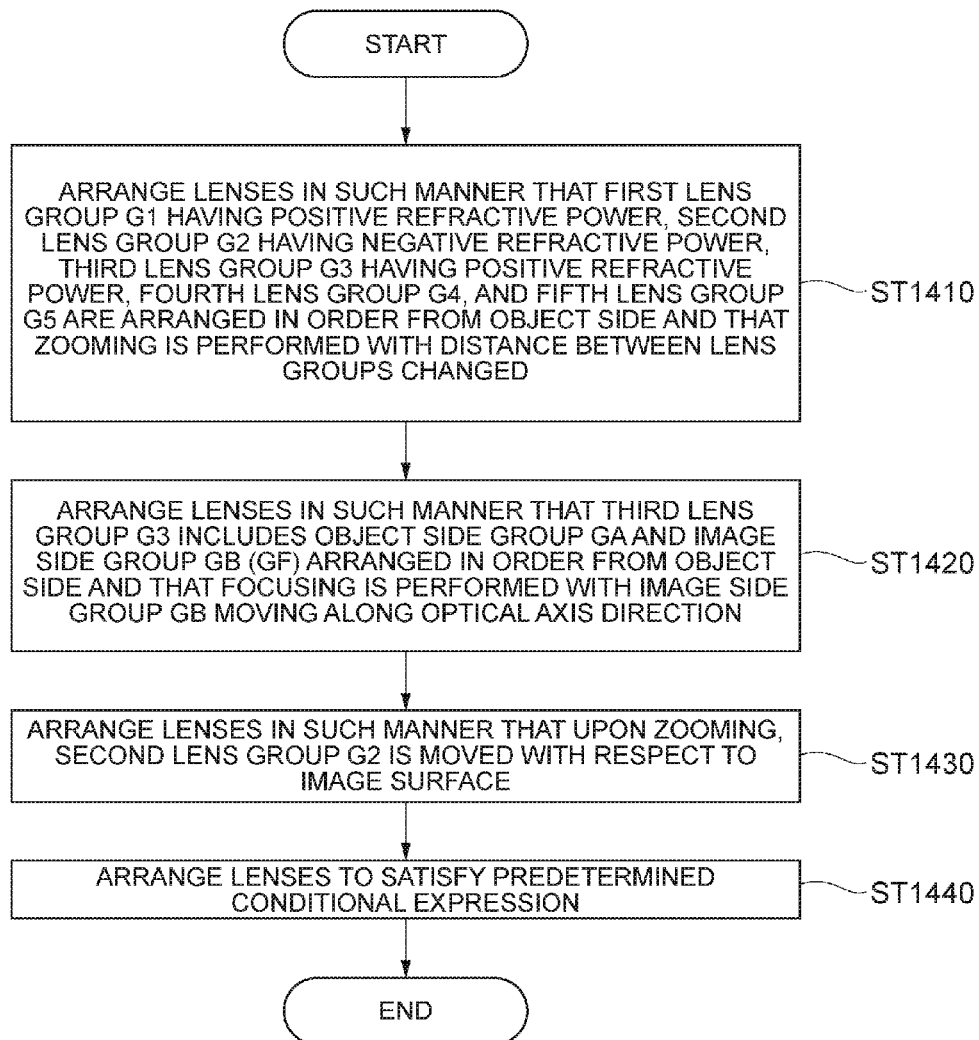 START
ARRANGE LENSES IN SUCH MANNER THAT FIRST LENS
GROUP G1 HAVING POSITIVE REFRACTIVE POWER, SECOND
LENS GROUP G2 HAVING NEGATIVE REFRACTIVE POWER,
THIRD LENS GROUP G3 HAVING POSITIVE REFRACTIVE
POWER, FOURTH LENS GROUP G4, AND FIFTH LENS GROUP
G5 ARE ARRANGED IN ORDER FROM OBJECT SIDE AND THAT
ZOOMING IS PERFORMED WITH DISTANCE BETWEEN LENS
GROUPS CHANGED
ST1410
ARRANGE LENSES IN SUCH MANNER THAT THIRD LENS
GROUP G3 INCLUDES OBJECT SIDE GROUP GA AND IMAGE
SIDE GROUP GB (GF) ARRANGED IN ORDER FROM OBJECT
SIDE AND THAT FOCUSING IS PERFORMED WITH IMAGE SIDE
GROUP GB MOVING ALONG OPTICAL AXIS DIRECTION
ST1420
ARRANGE LENSES IN SUCH MANNER THAT UPON ZOOMING,
SECOND LENS GROUP G2 IS MOVED WITH RESPECT TO
IMAGE SURFACE
ST1430
ARRANGE LENSES TO SATISFY PREDETERMINED
CONDITIONAL EXPRESSION
ST1440
END